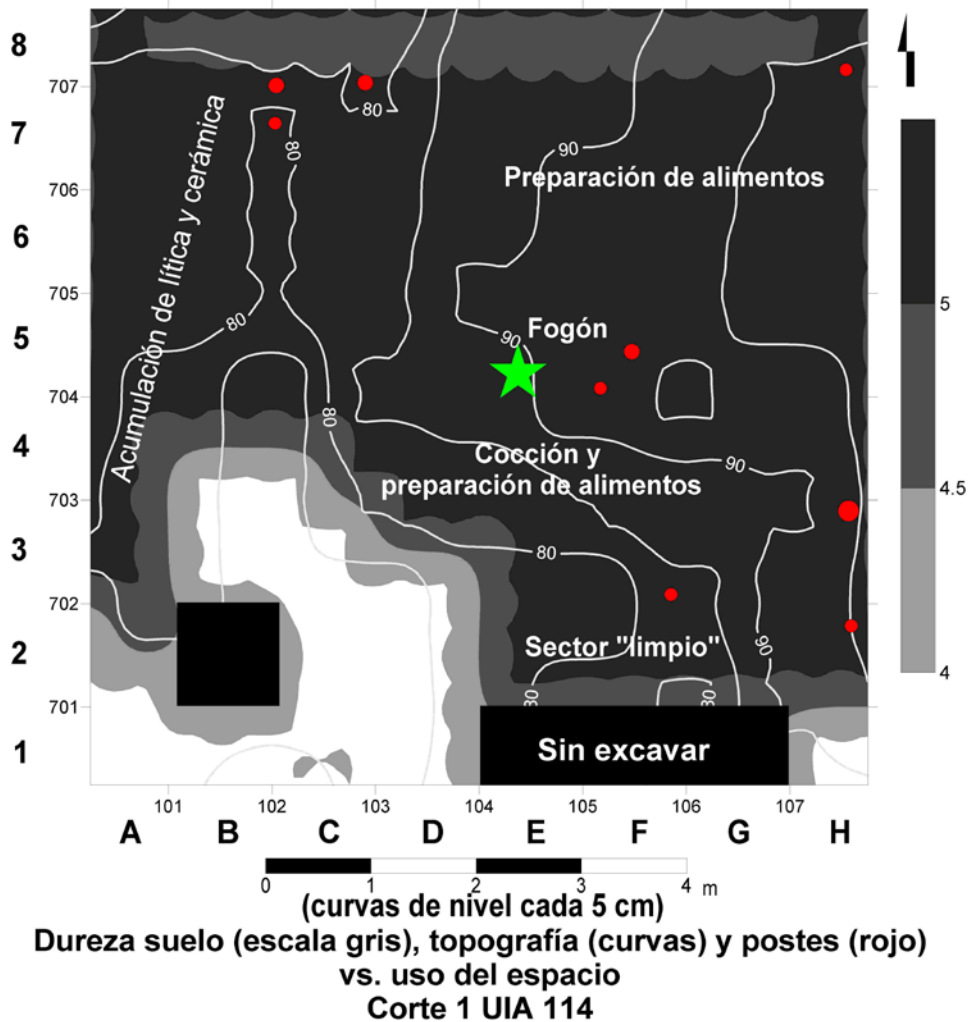 8
707
7
706
6
705
5
704
4
703
3
702
2
701
1
80
80
90
Preparación de alimentos
Acumulación de lítica y cerámica
80
90
Fogón
80
Cocción y
preparación de alimentos
90
80
90
Sector "limpio"
80
80
Sin excavar
5
4.5
4
101 102 103 104 105 106 107
A B C D E F G H
0 1 2 3 4 m
(curvas de nivel cada 5 cm)
Dureza suelo (escala gris), topografía (curvas) y postes (rojo)
vs. uso del espacio
Corte 1 UIA 114